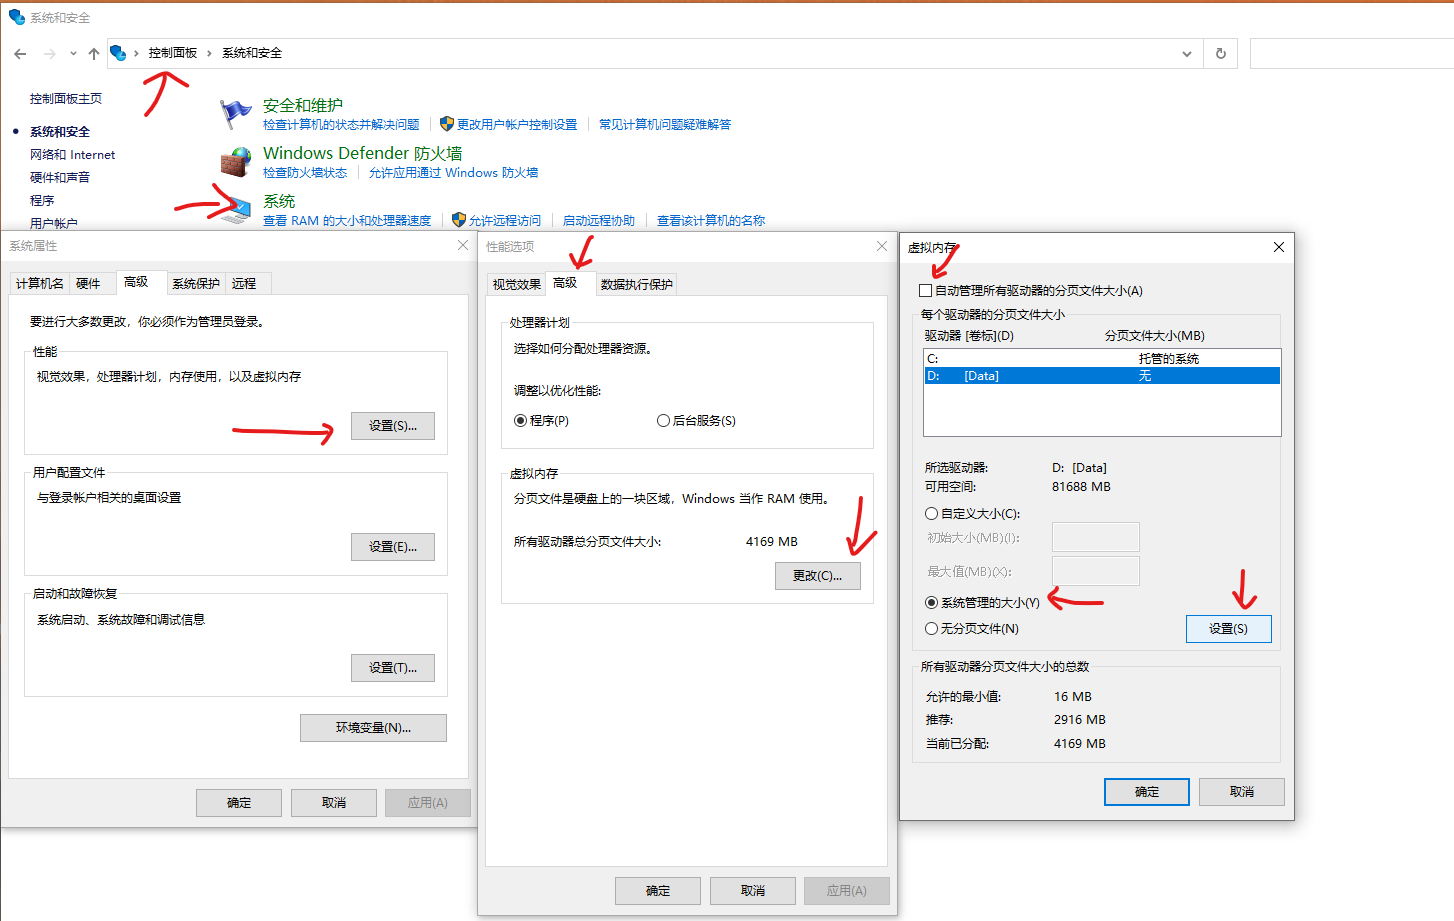 系统和安全
控制面板 › 系统和安全
控制面板主页
系统和安全
网络和 Internet
硬件和声音
程序
用户帐户
安全和维护
检查计算机的状态并解决问题 更改用户帐户控制设置 常见计算机问题疑难解答
Windows Defender 防火墙
检查防火墙状态 允许应用通过 Windows 防火墙
系统
查看 RAM 的大小和处理器速度 允许远程访问 启动远程协助 查看该计算机的名称
系统属性
计算机名 硬件 高级 系统保护 远程
要进行大多数更改，你必须作为管理员登录。
性能
视觉效果，处理器计划，内存使用，以及虚拟内存
设置(S)...
用户配置文件
与登录帐户相关的桌面设置
设置(E)...
启动和故障恢复
系统启动、系统故障和调试信息
设置(T)...
环境变量(N)...
确定 取消 应用(A)
性能选项
视觉效果 高级 数据执行保护
处理器计划
选择如何分配处理器资源。
调整以优化性能:
程序(P) 后台服务(S)
虚拟内存
分页文件是硬盘上的一块区域，Windows 当作 RAM 使用。
所有驱动器总分页文件大小: 4169 MB
更改(C)...
确定 取消 应用(A)
虚拟内存
自动管理所有驱动器的分页文件大小(A)
每个驱动器的分页文件大小
驱动器 [卷标](D) 分页文件大小(MB)
C: 托管的系统
D: [Data] 无
所选驱动器: D: [Data]
可用空间: 81688 MB
自定义大小(C):
初始大小(MB)(I):
最大值(MB)(X):
系统管理的大小(Y)
无分页文件(N)
设置(S)
所有驱动器分页文件大小的总数
允许的最小值: 16 MB
推荐: 2916 MB
当前已分配: 4169 MB
确定 取消